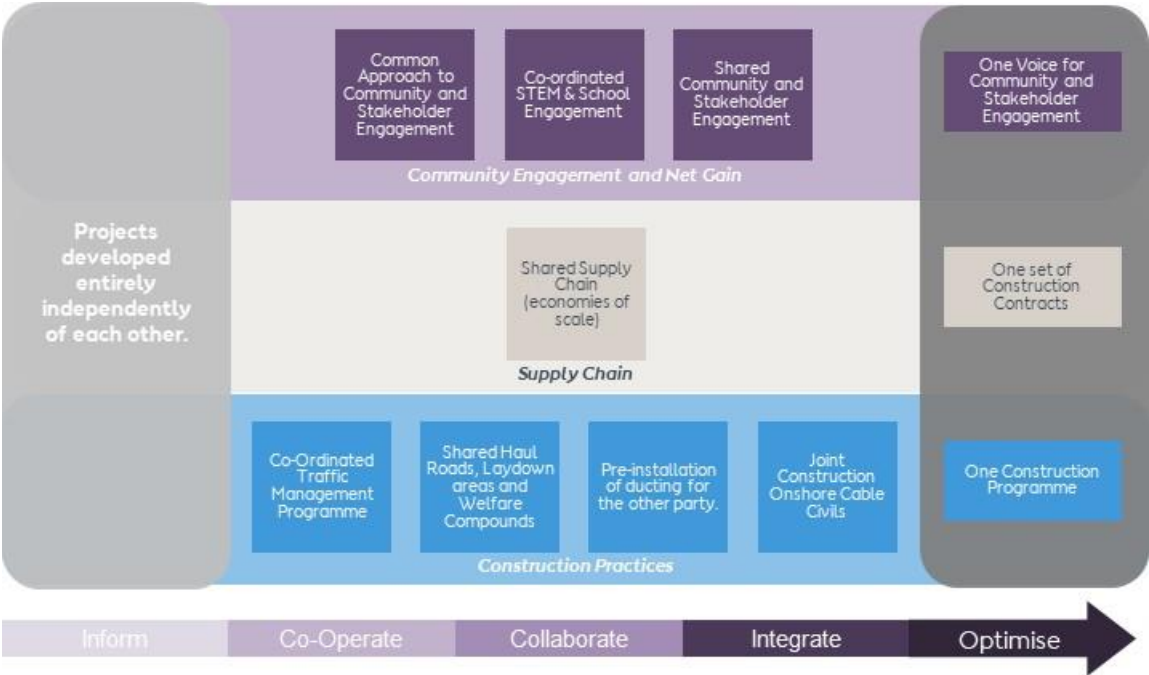 Common
Approach to
Community and
Stakeholder
Engagement
Co-ordinated
STEM & School
Engagement
Shared
Community and
Stakeholder
Engagement
One Voice for
Community and
Stakeholder
Engagement
Community Engagement and Net Gain
Projects
developed
entirely
independently
of each other.
Shared Supply
Chain
(economies of
scale)
One set of
Construction
Contracts
Supply Chain
Co-Ordinated
Traffic
Management
Programme
Shared Haul
Roads, Laydown
areas and
Welfare
Compounds
Pre-installation
of ducting for
the other party.
Joint
Construction
Onshore Cable
Civils
One Construction
Programme
Construction Practices
Inform
Co-Operate
Collaborate
Integrate
Optimise